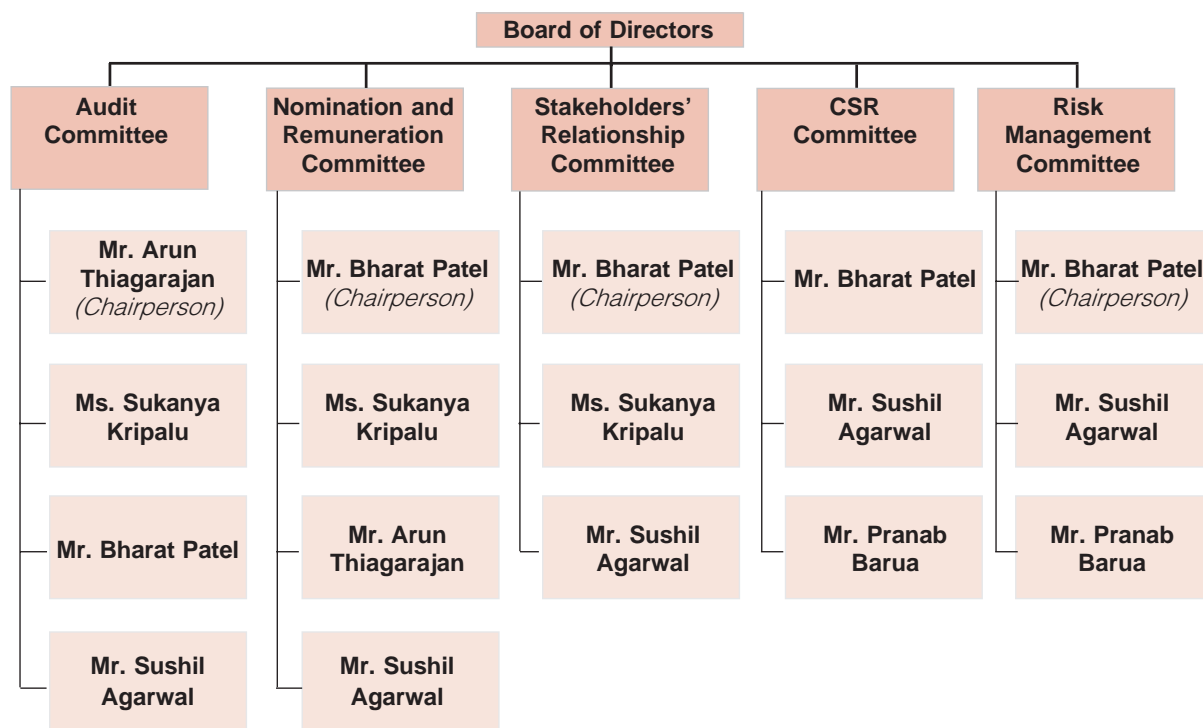 Board of Directors
Audit
Committee
Mr. Arun
Thiagarajan
(Chairperson)
Ms. Sukanya
Kripalu
Mr. Bharat Patel
Mr. Sushil
Agarwal
Nomination and
Remuneration
Committee
Mr. Bharat Patel
(Chairperson)
Ms. Sukanya
Kripalu
Mr. Arun
Thiagarajan
Mr. Sushil
Agarwal
Stakeholders’
Relationship
Committee
Mr. Bharat Patel
(Chairperson)
Ms. Sukanya
Kripalu
Mr. Sushil
Agarwal
CSR
Committee
Mr. Bharat Patel
Mr. Sushil
Agarwal
Mr. Pranab
Barua
Risk
Management
Committee
Mr. Bharat Patel
(Chairperson)
Mr. Sushil
Agarwal
Mr. Pranab
Barua